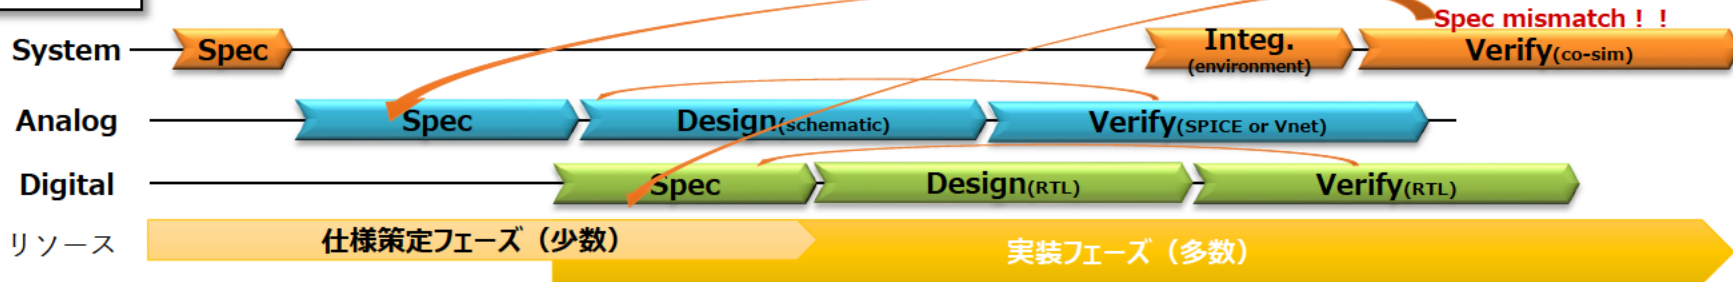 Spec mismatch！！
System
Spec
Integ.
(environment)
Verify(co-sim)
Analog
Spec
Design(schematic)
Verify(SPICE or Vnet)
Digital
Spec
Design(RTL)
Verify(RTL)
リソース
仕様策定フェーズ（少数）
実装フェーズ（多数）